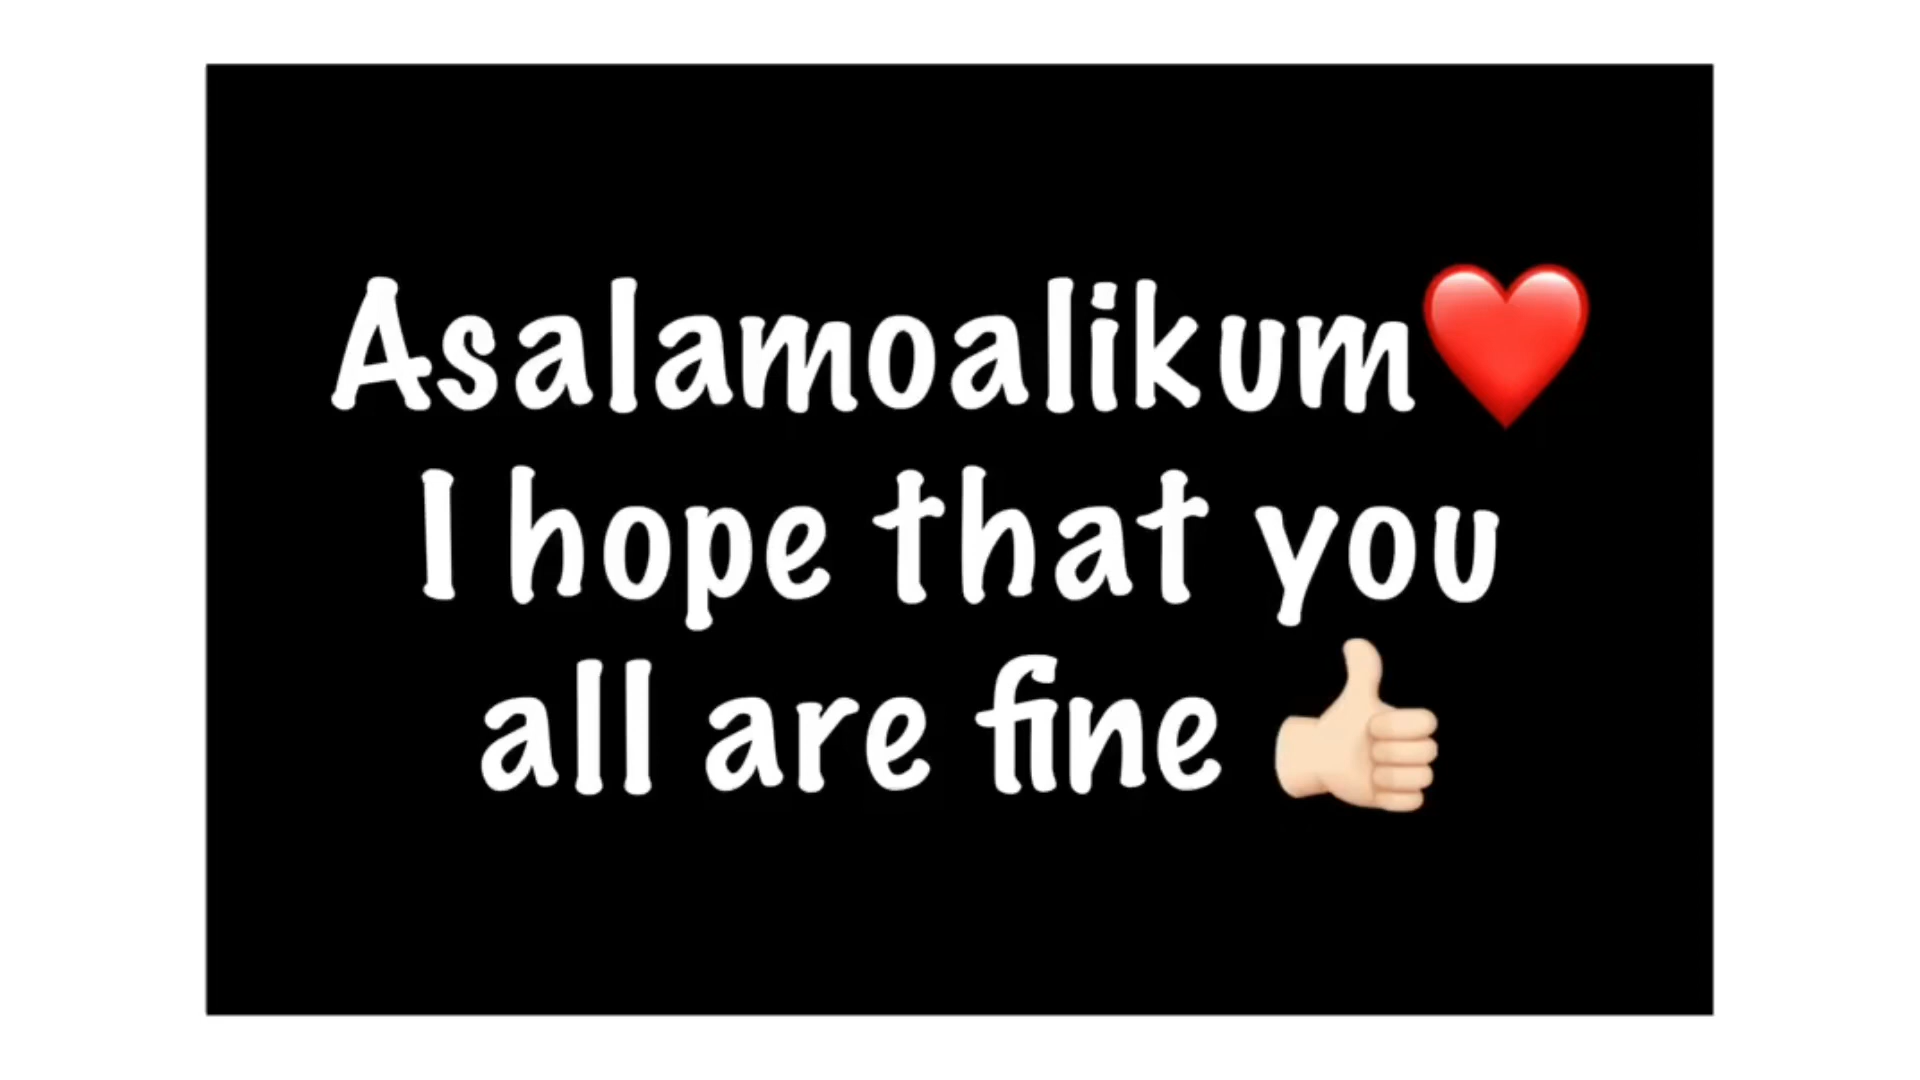 Asalamoalikum❤️
I hope that you
all are fine 👍🏻